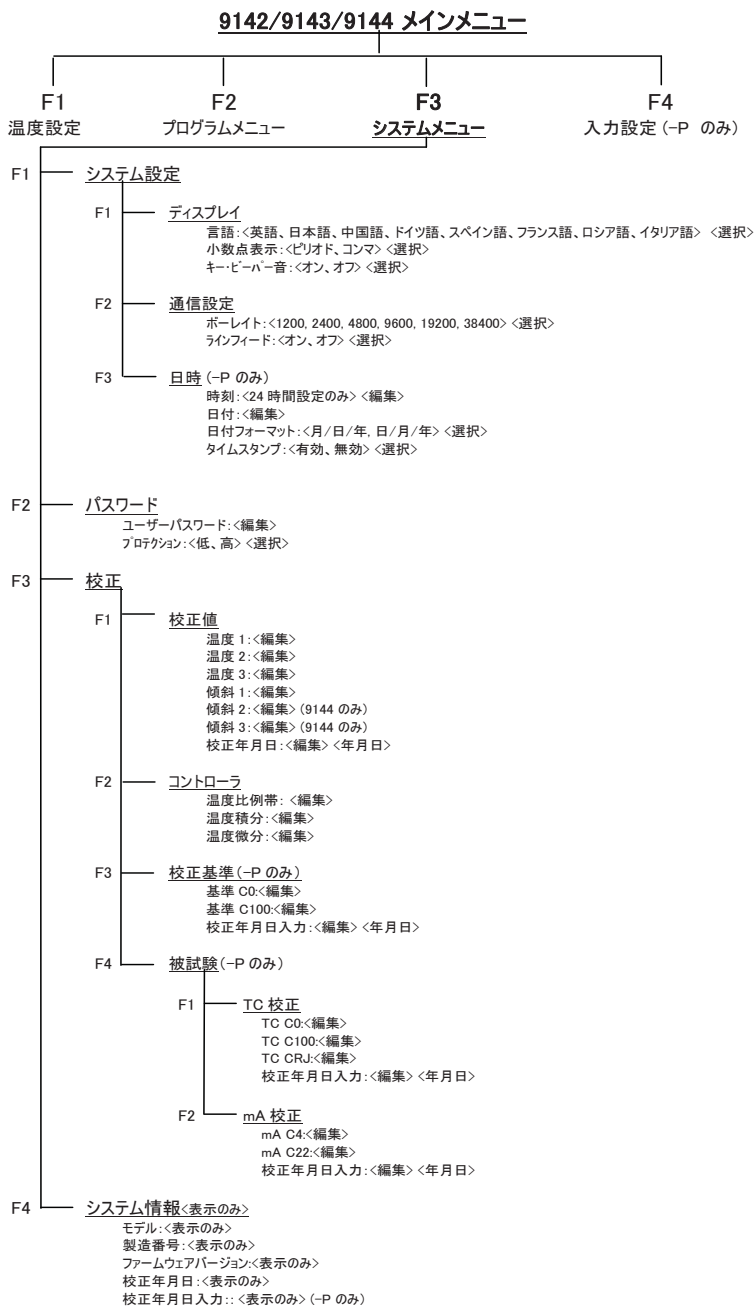 9142/9143/9144 メインメニュー
F1 F2 F3 F4
温度設定 プログラムメニュー システムメニュー 入力設定 (-P のみ)
F1 システム設定
F1 ディスプレイ
言語:<英語、日本語、中国語、ドイツ語、スペイン語、フランス語、ロシア語、イタリア語> <選択>
小数点表示:<ピリオド、コンマ> <選択>
キー・ビーパー音:<オン、オフ> <選択>
F2 通信設定
ボーレイト:<1200, 2400, 4800, 9600, 19200, 38400> <選択>
ラインフィード:<オン、オフ> <選択>
F3 日時 (-P のみ)
時刻:<24 時間設定のみ> <編集>
日付:<編集>
日付フォーマット:<月/日/年, 日/月/年> <選択>
タイムスタンプ:<有効、無効> <選択>
F2 パスワード
ユーザーパスワード:<編集>
プロテクション:<低、高> <選択>
F3 校正
F1 校正値
温度 1:<編集>
温度 2:<編集>
温度 3:<編集>
傾斜 1:<編集>
傾斜 2:<編集> (9144 のみ)
傾斜 3:<編集> (9144 のみ)
校正年月日:<編集> <年月日>
F2 コントローラ
温度比例帯: <編集>
温度積分:<編集>
温度微分:<編集>
F3 校正基準 (-P のみ)
基準 C0:<編集>
基準 C100:<編集>
校正年月日入力:<編集> <年月日>
F4 被試験 (-P のみ)
F1 TC 校正
TC C0:<編集>
TC C100:<編集>
TC CRJ:<編集>
校正年月日入力:<編集> <年月日>
F2 mA 校正
mA C4:<編集>
mA C22:<編集>
校正年月日入力:<編集> <年月日>
F4 システム情報<表示のみ>
モデル:<表示のみ>
製造番号:<表示のみ>
ファームウェアバージョン:<表示のみ>
校正年月日:<表示のみ>
校正年月日入力:: <表示のみ> (-P のみ)